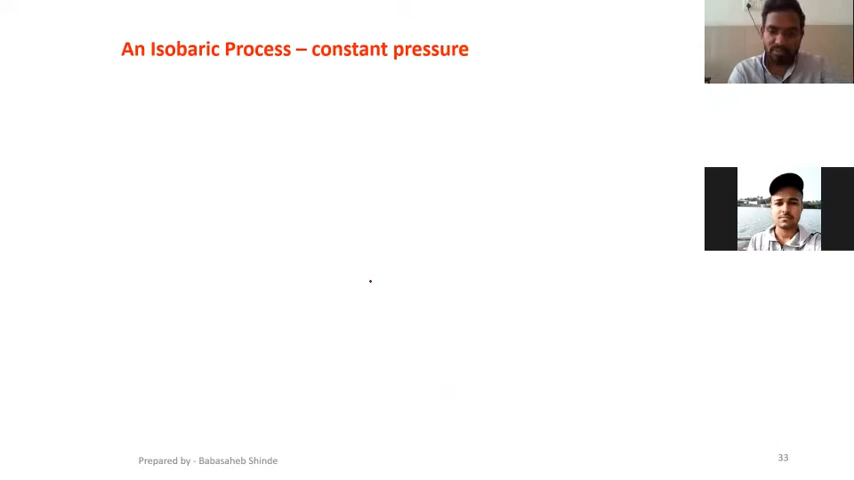 An Isobaric Process – constant pressure
Prepared by - Babasaheb Shinde
33